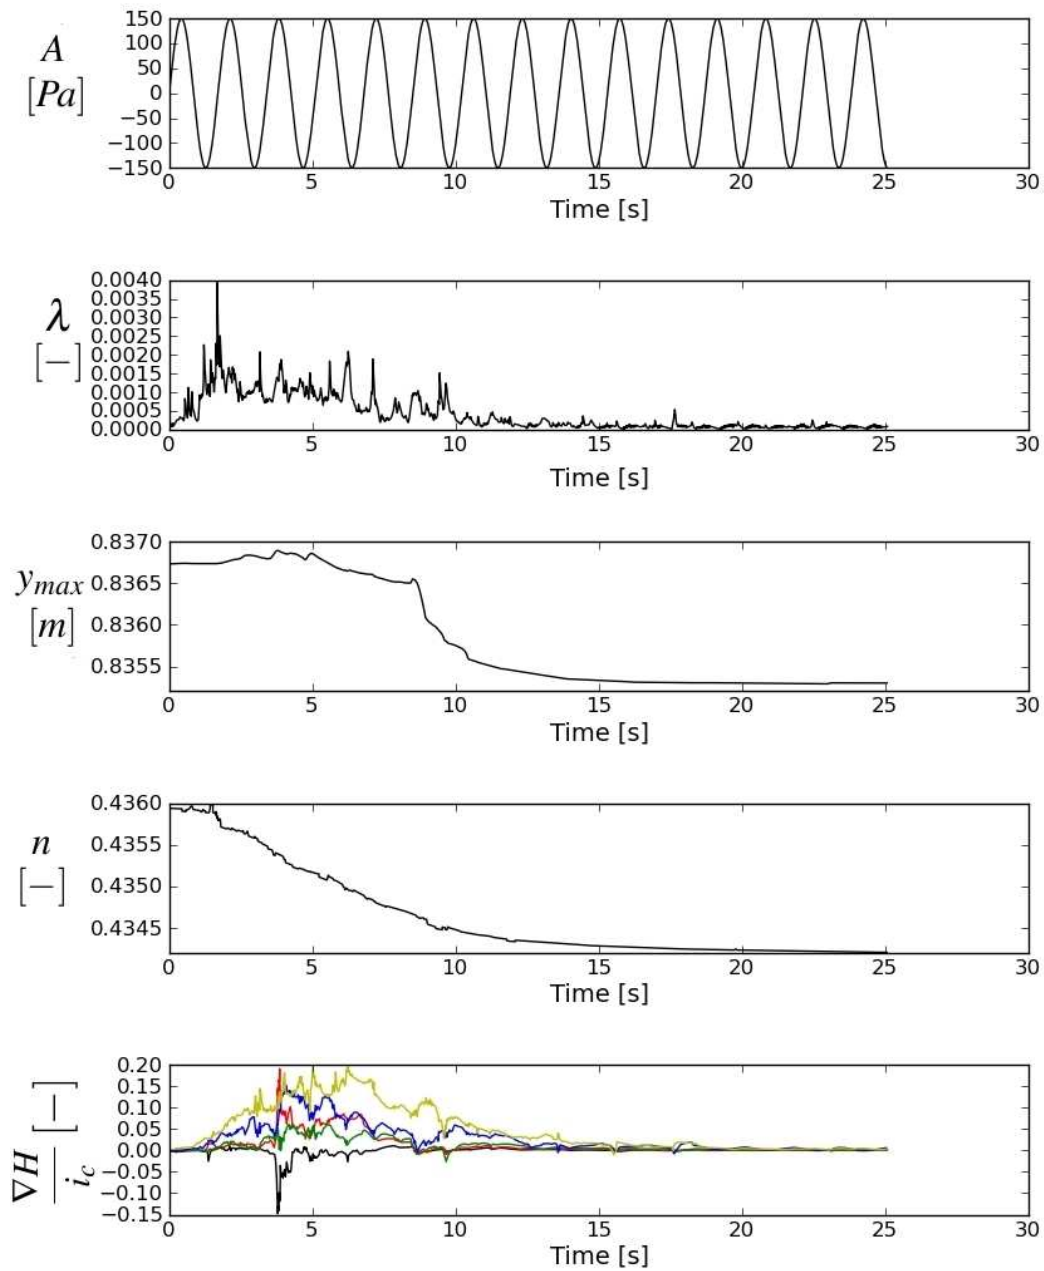 A
[Pa]
150
100
50
0
−50
−100
−150
0 5 10 15 20 25 30
Time [s]
λ
[−]
0.0040
0.0035
0.0030
0.0025
0.0020
0.0015
0.0010
0.0005
0.0000
0 5 10 15 20 25 30
Time [s]
y_max
[m]
0.8370
0.8365
0.8360
0.8355
0 5 10 15 20 25 30
Time [s]
n
[−]
0.4360
0.4355
0.4350
0.4345
0 5 10 15 20 25 30
Time [s]
∇H
i_c
[−]
0.20
0.15
0.10
0.05
0.00
−0.05
−0.10
−0.15
0 5 10 15 20 25 30
Time [s]